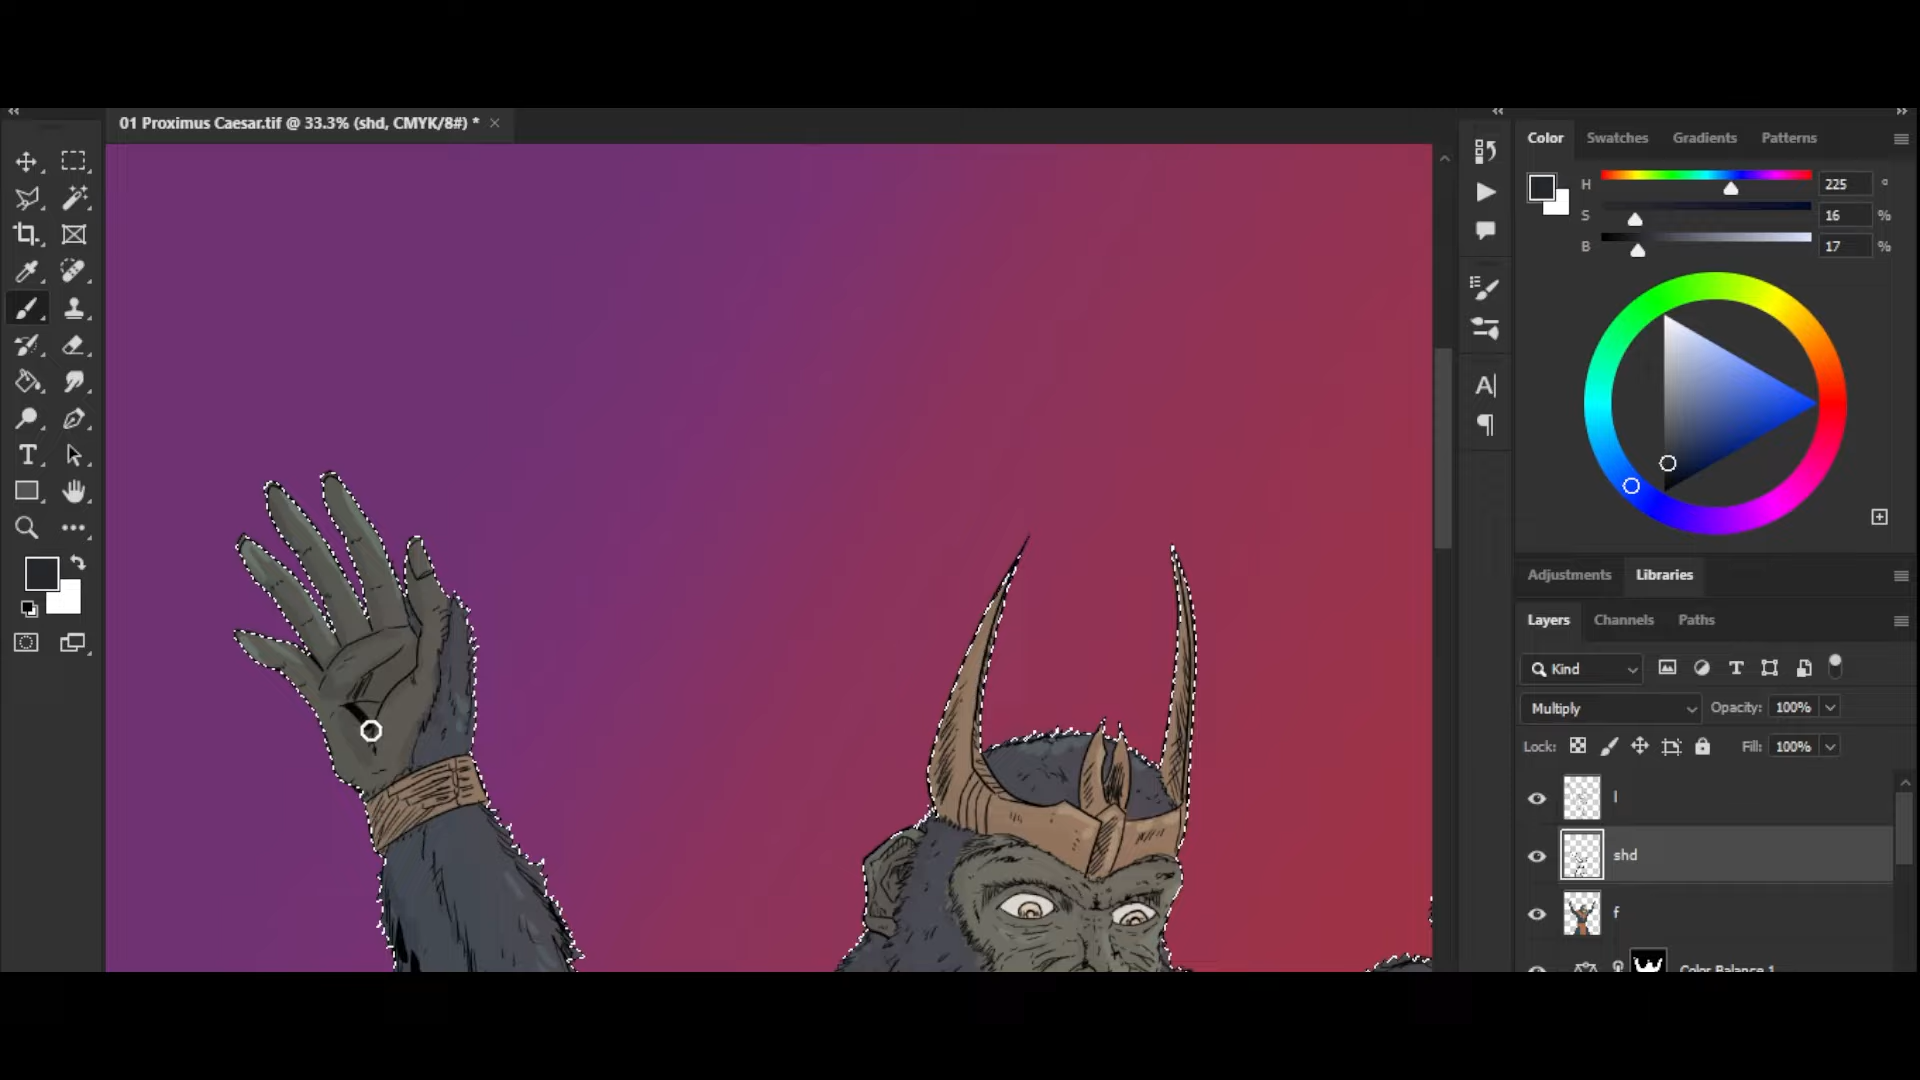 01 Proximus Caesar.tif @ 33.3% (shd, CMYK/8#) *
Color Swatches Gradients Patterns
H 225 °
S 16 %
B 17 %
A
T
Adjustments Libraries
Layers Channels Paths
Kind T
Multiply Opacity: 100%
Lock: Fill: 100%
l
shd
f
Color Balance 1